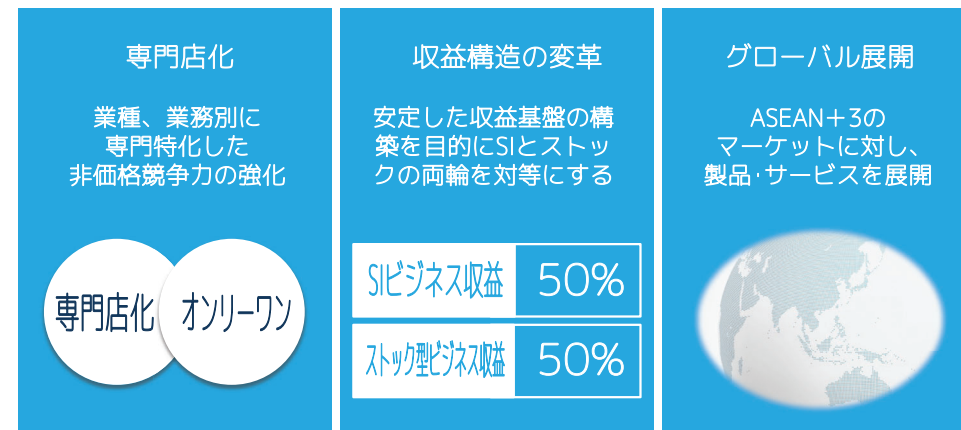 専門店化
業種、業務別に
専門特化した
非価格競争力の強化
専門店化
オンリーワン
収益構造の変革
安定した収益基盤の構
築を目的にSIとストッ
クの両輪を対等にする
SIビジネス収益
50%
ストック型ビジネス収益
50%
グローバル展開
ASEAN＋3の
マーケットに対し、
製品･サービスを展開